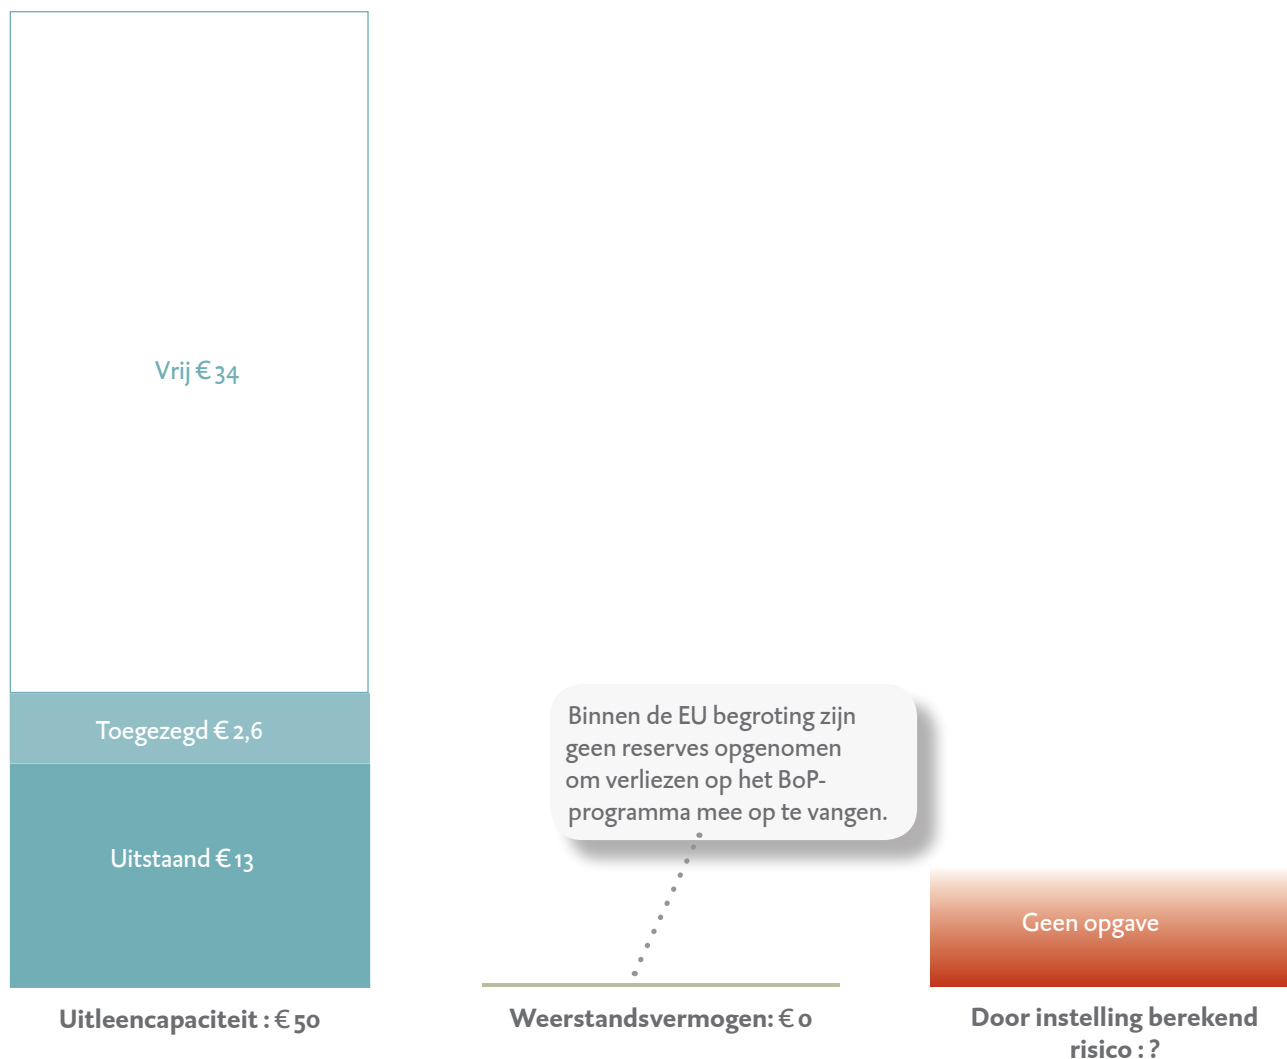 Vrij € 34
Toegezegd € 2,6
Uitstaand € 13
Uitleencapaciteit : € 50
Binnen de EU begroting zijn
geen reserves opgenomen
om verliezen op het BoP-
programma mee op te vangen.
Weerstandsvermogen: € 0
Geen opgave
Door instelling berekend
risico : ?